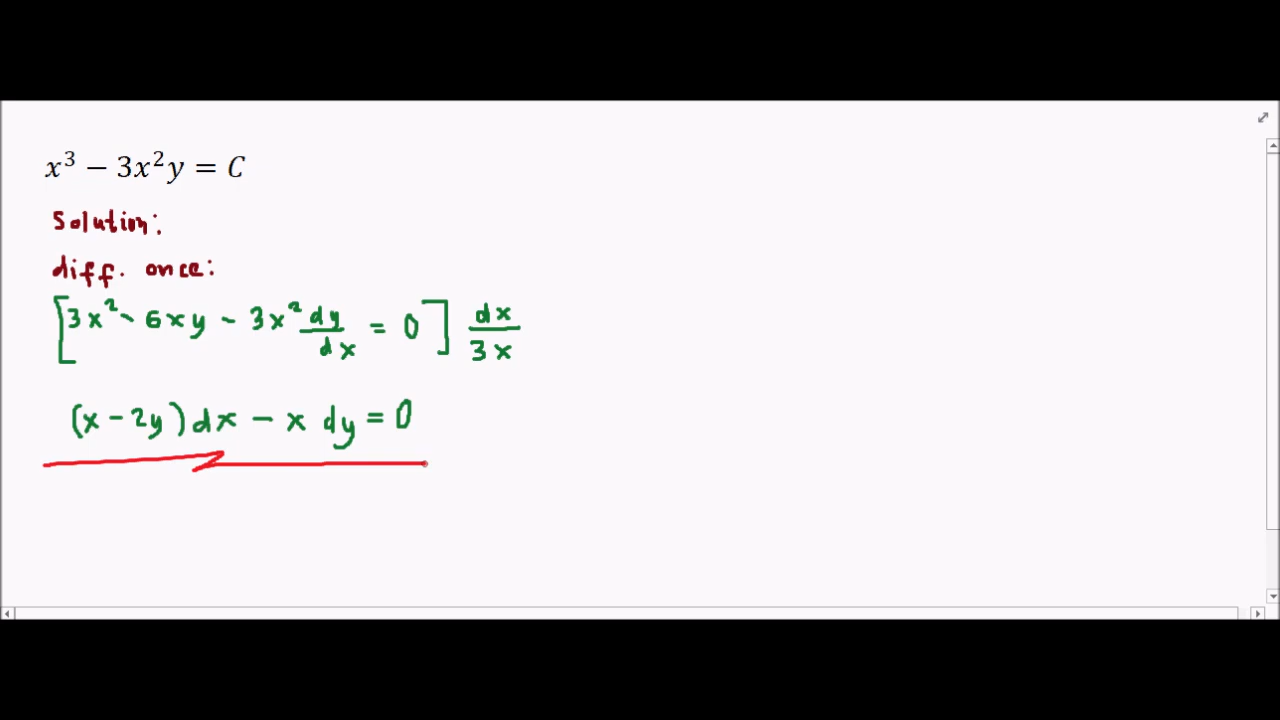 x³ − 3x²y = C
Solution:
diff. once:
[3x² - 6xy - 3x² dy/dx = 0] dx/3x
(x - 2y) dx - x dy = 0